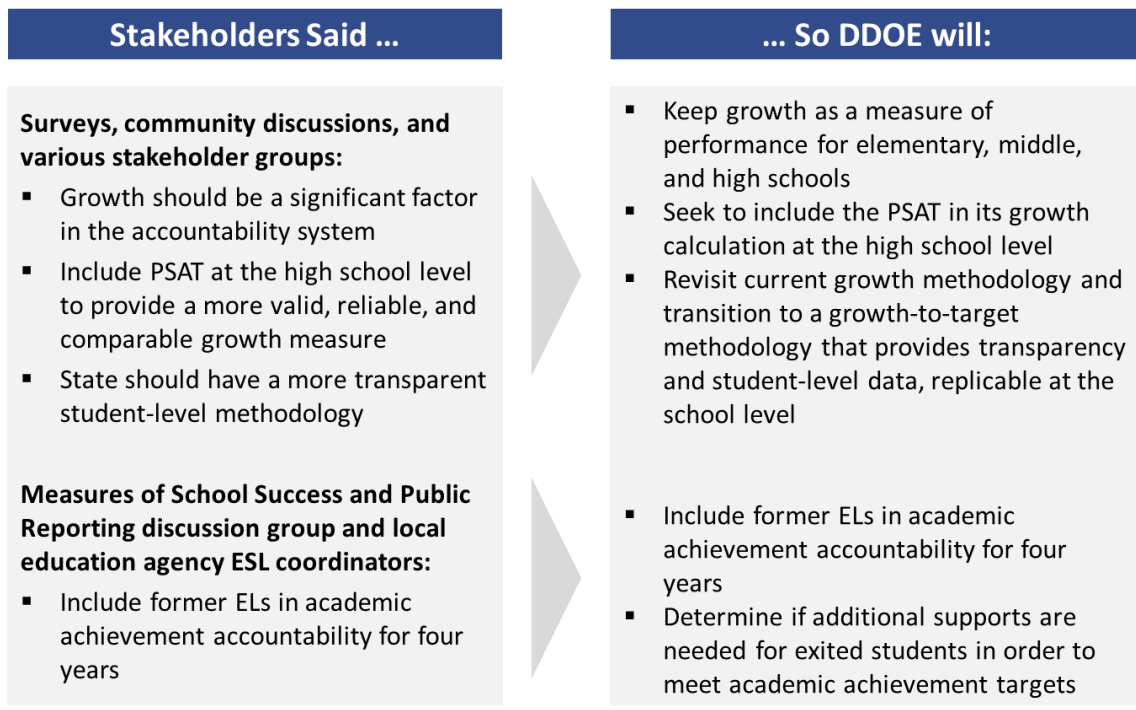 Stakeholders Said …
Surveys, community discussions, and
various stakeholder groups:
▪ Growth should be a significant factor
in the accountability system
▪ Include PSAT at the high school level
to provide a more valid, reliable, and
comparable growth measure
▪ State should have a more transparent
student-level methodology
Measures of School Success and Public
Reporting discussion group and local
education agency ESL coordinators:
▪ Include former ELs in academic
achievement accountability for four
years
… So DDOE will:
▪ Keep growth as a measure of
performance for elementary, middle,
and high schools
▪ Seek to include the PSAT in its growth
calculation at the high school level
▪ Revisit current growth methodology and
transition to a growth-to-target
methodology that provides transparency
and student-level data, replicable at the
school level
▪ Include former ELs in academic
achievement accountability for four
years
▪ Determine if additional supports are
needed for exited students in order to
meet academic achievement targets